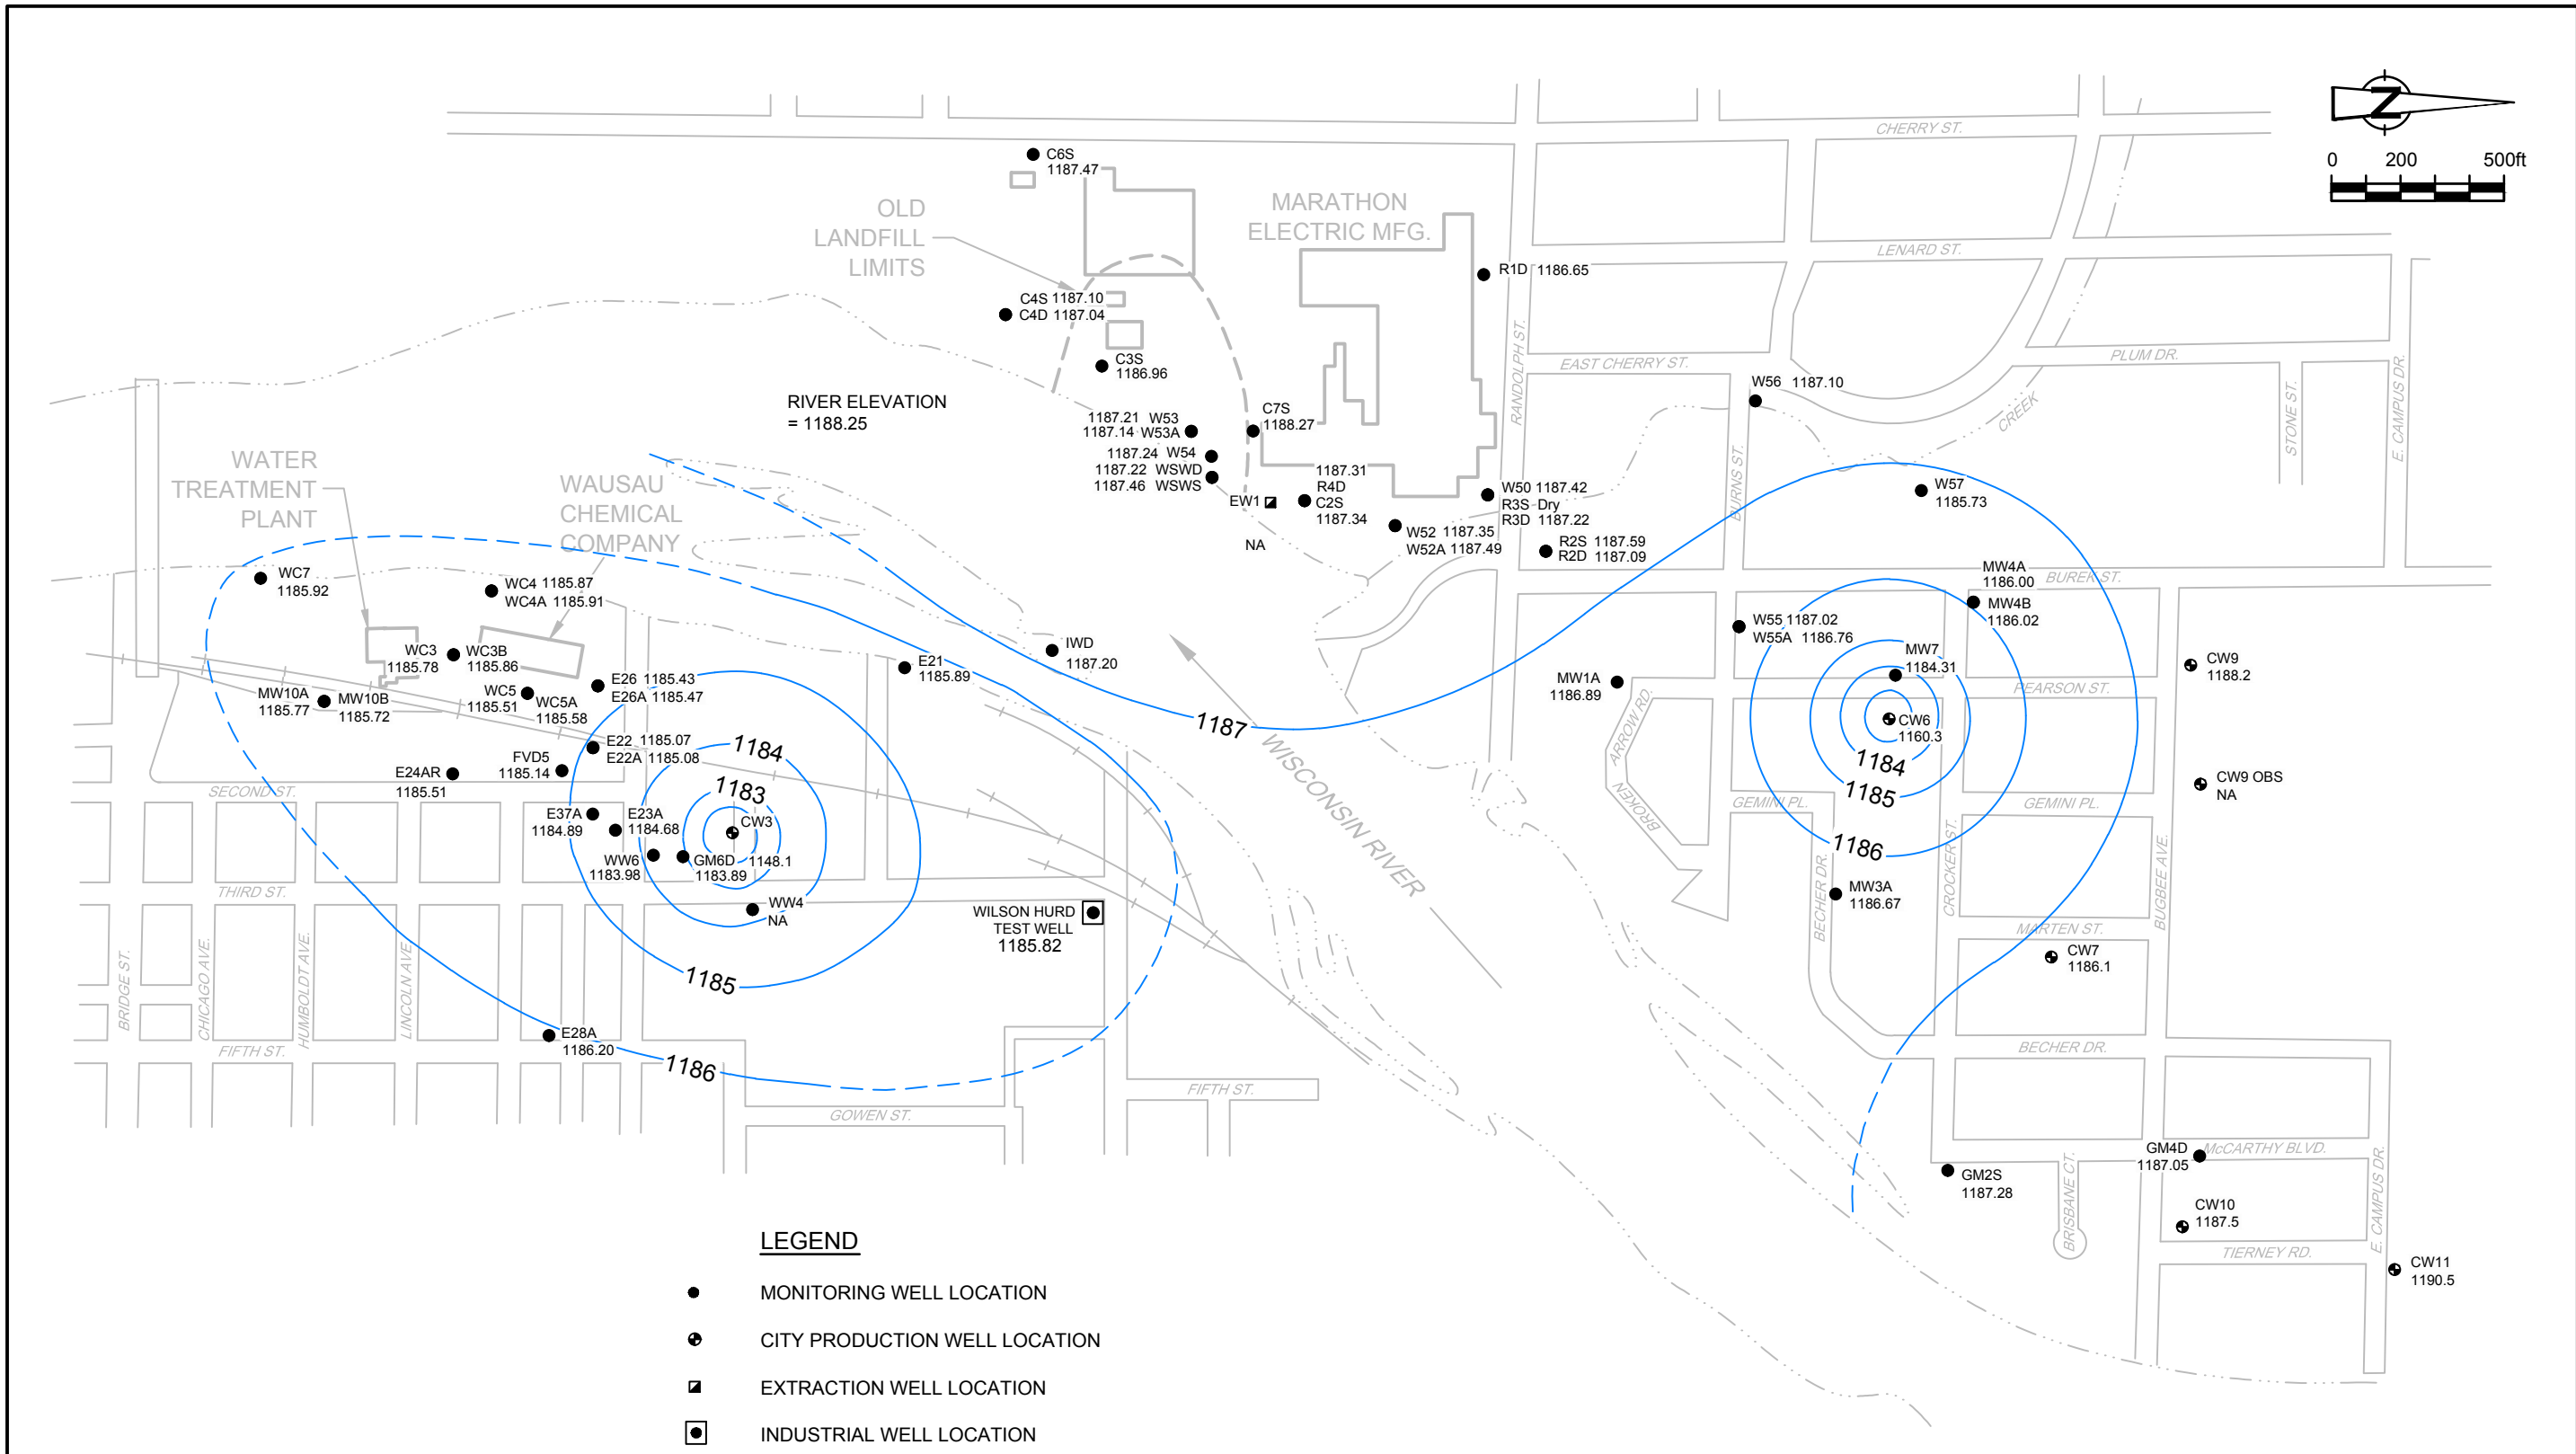 CHERRY ST.
Z
0 200 500ft
C6S
1187.47
OLD
LANDFILL
LIMITS
MARATHON
ELECTRIC MFG.
LENARD ST.
R1D 1186.65
C4S 1187.10
C4D 1187.04
RANDOLPH ST.
EAST CHERRY ST.
PLUM DR.
E. CAMPUS DR.
C3S
1186.96
W56 1187.10
STONE ST.
CREEK
RIVER ELEVATION
= 1188.25
1187.21 W53
1187.14 W53A
C7S
1188.27
1187.24 W54
1187.22 WSWD
1187.46 WSWS
EW1
NA
1187.31
R4D
C2S
1187.34
W50 1187.42
R3S Dry
R3D 1187.22
W52 1187.35
W52A 1187.49
R2S 1187.59
R2D 1187.09
BURNS ST.
W57
1185.73
WATER
TREATMENT
PLANT
WAUSAU
CHEMICAL
COMPANY
WC7
1185.92
WC4 1185.87
WC4A 1185.91
MW4A
1186.00
BUREK ST.
MW4B
1186.02
W55 1187.02
W55A 1186.76
WC3
1185.78
WC3B
1185.86
IWD
1187.20
E21
1185.89
MW7
1184.31
CW9
1188.2
MW1A
1186.89
PEARSON ST.
E26 1185.43
E26A 1185.47
MW10A
1185.77
MW10B
1185.72
WC5
1185.51
WC5A
1185.58
1187
CW6
1160.3
ARROW RD.
BROKEN
E22 1185.07
E22A 1185.08
1184
WISCONSIN RIVER
1184
FVD5
1185.14
E24AR
1185.51
SECOND ST.
1183
1185
CW9 OBS
NA
GEMINI PL.
GEMINI PL.
E37A
1184.89
E23A
1184.68
CW3
1148.1
WW6
1183.98
GM6D
1183.89
1186
BECHER DR.
CROCKER ST.
BUGBEE AVE.
THIRD ST.
MW3A
1186.67
WW4
NA
WILSON HURD
TEST WELL
1185.82
MARTEN ST.
CW7
1186.1
BRIDGE ST.
CHICAGO AVE.
HUMBOLDT AVE.
LINCOLN AVE.
1185
E28A
1186.20
FIFTH ST.
1186
BECHER DR.
FIFTH ST.
GOWEN ST.
GM4D
1187.05
McCARTHY BLVD.
GM2S
1187.28
BRISBANE CT.
CW10
1187.5
E. CAMPUS DR.
TIERNEY RD.
CW11
1190.5
LEGEND
MONITORING WELL LOCATION
CITY PRODUCTION WELL LOCATION
EXTRACTION WELL LOCATION
INDUSTRIAL WELL LOCATION